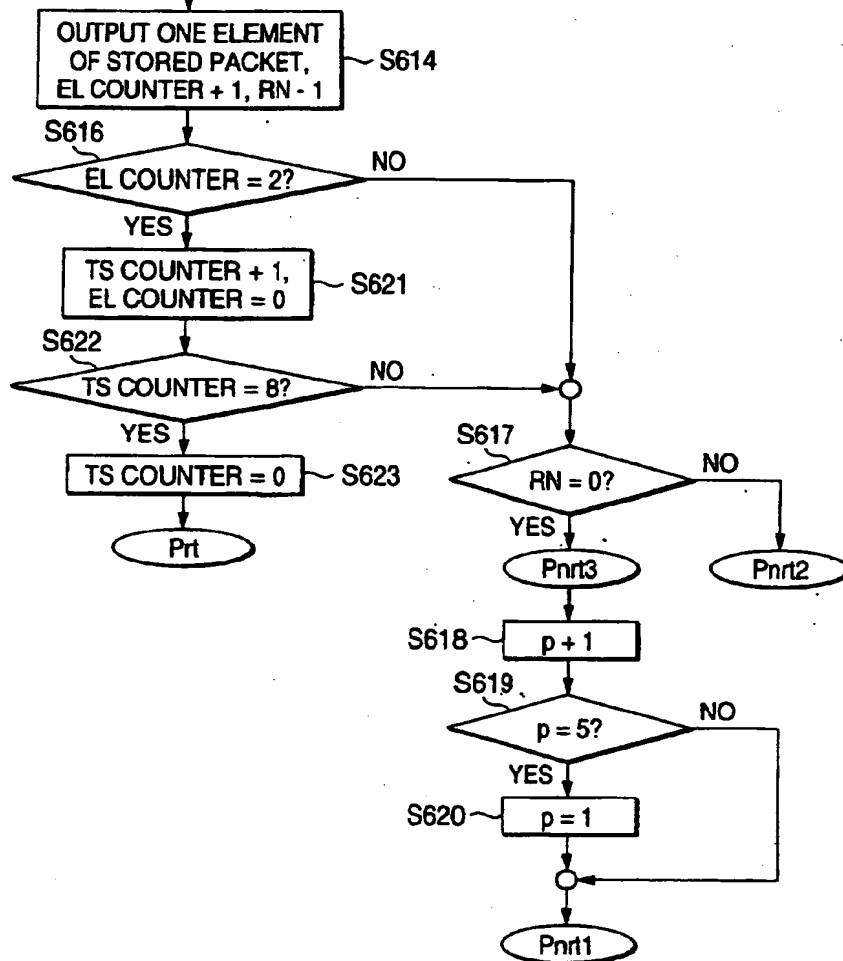 OUTPUT ONE ELEMENT
OF STORED PACKET,
EL COUNTER + 1, RN - 1
S614
S616
EL COUNTER = 2?
NO
YES
TS COUNTER + 1,
EL COUNTER = 0
S621
S622
TS COUNTER = 8?
NO
YES
TS COUNTER = 0
S623
Prt
S617
RN = 0?
NO
YES
Pnrt3
Pnrt2
S618
p + 1
S619
p = 5?
NO
YES
S620
p = 1
Pnrt1